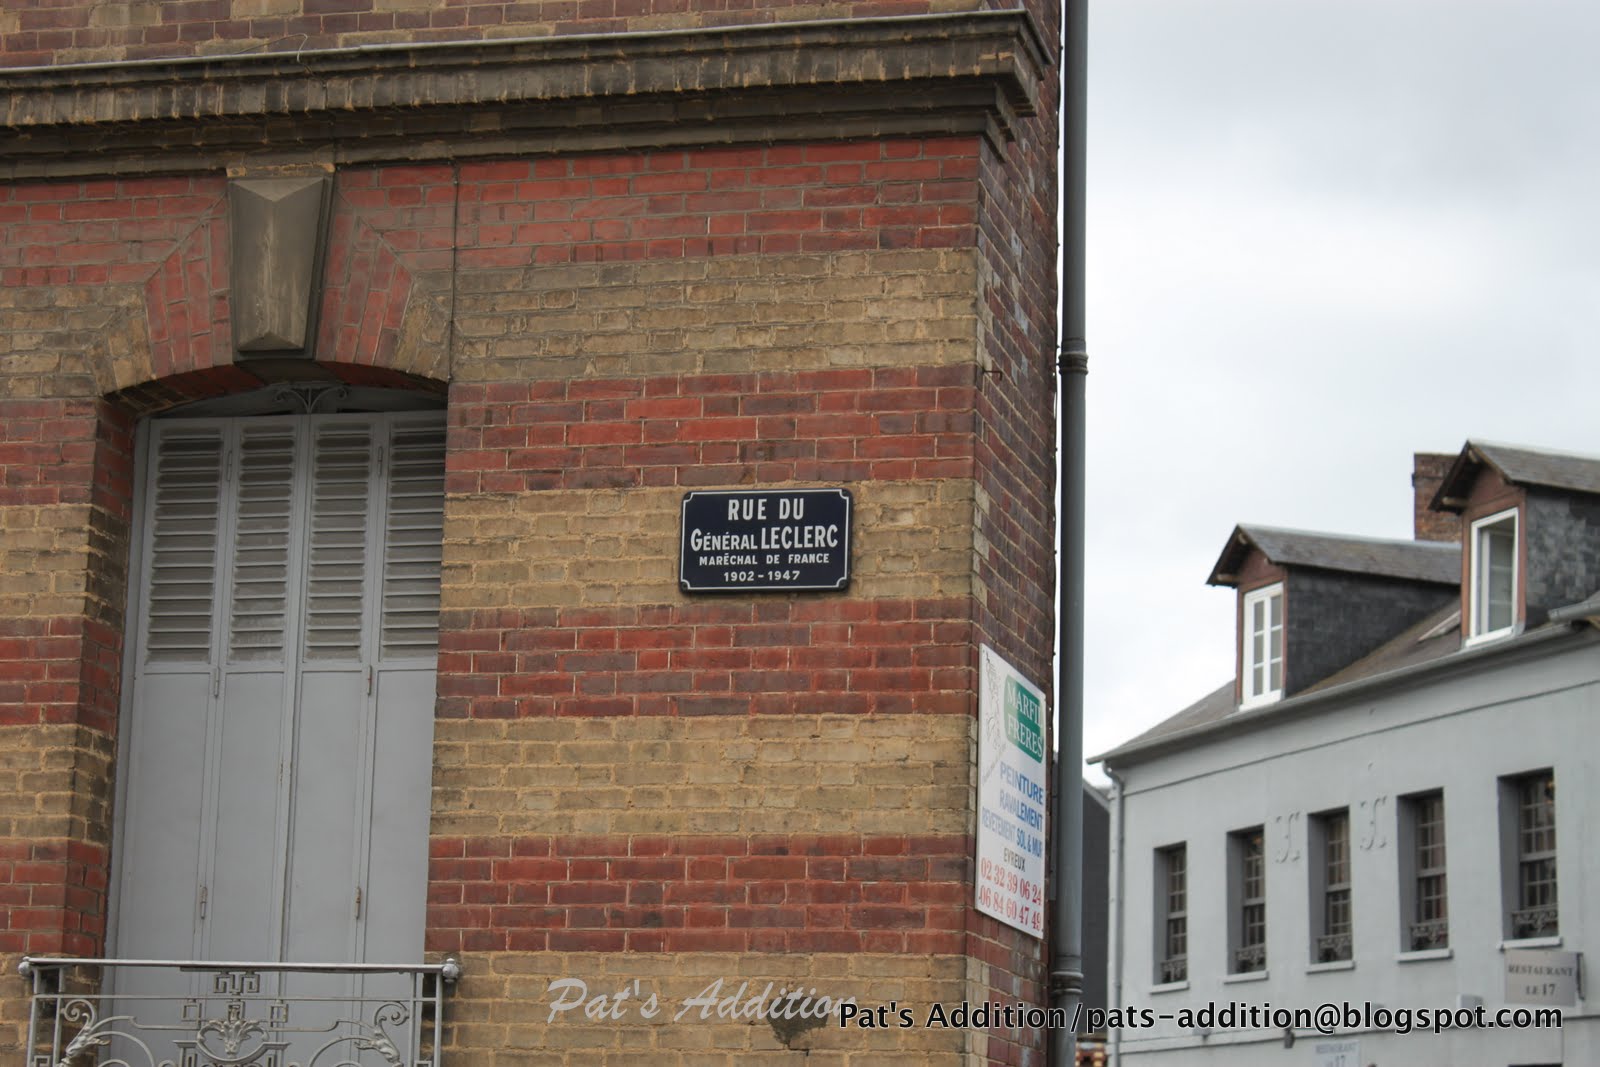 RUE DU
GÉNÉRAL LECLERC
MARÉCHAL DE FRANCE
1902-1947
MARFIL
FRERES
PEINTURE
RAVALEMENT
REVETEMENT SOL & MUR
EVREUX
02 32 39 06 24
06 84 60 47 49
RESTAURANT
LE 17
RESTAURANT
17
Pat's Addition
Pat's Addition/pats-addition@blogspot.com